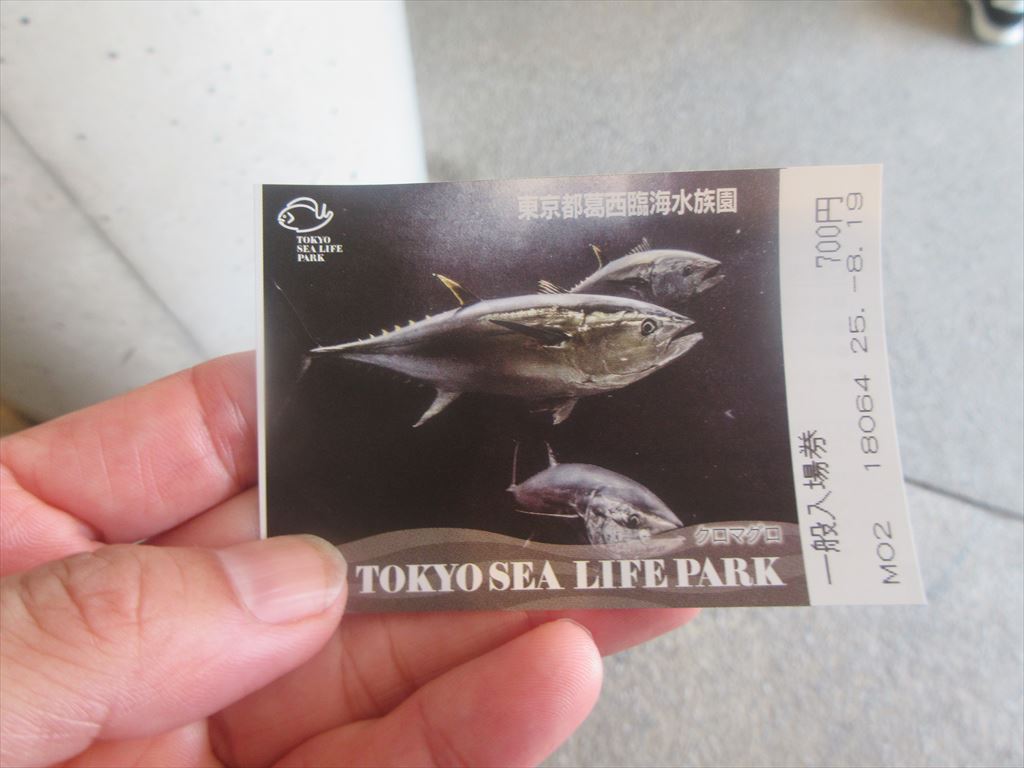 TOKYO
SEA LIFE
PARK
東京都葛西臨海水族園
クロマグロ
TOKYO SEA LIFE PARK
一般入場券 700円
M02 18064 25.-8.19